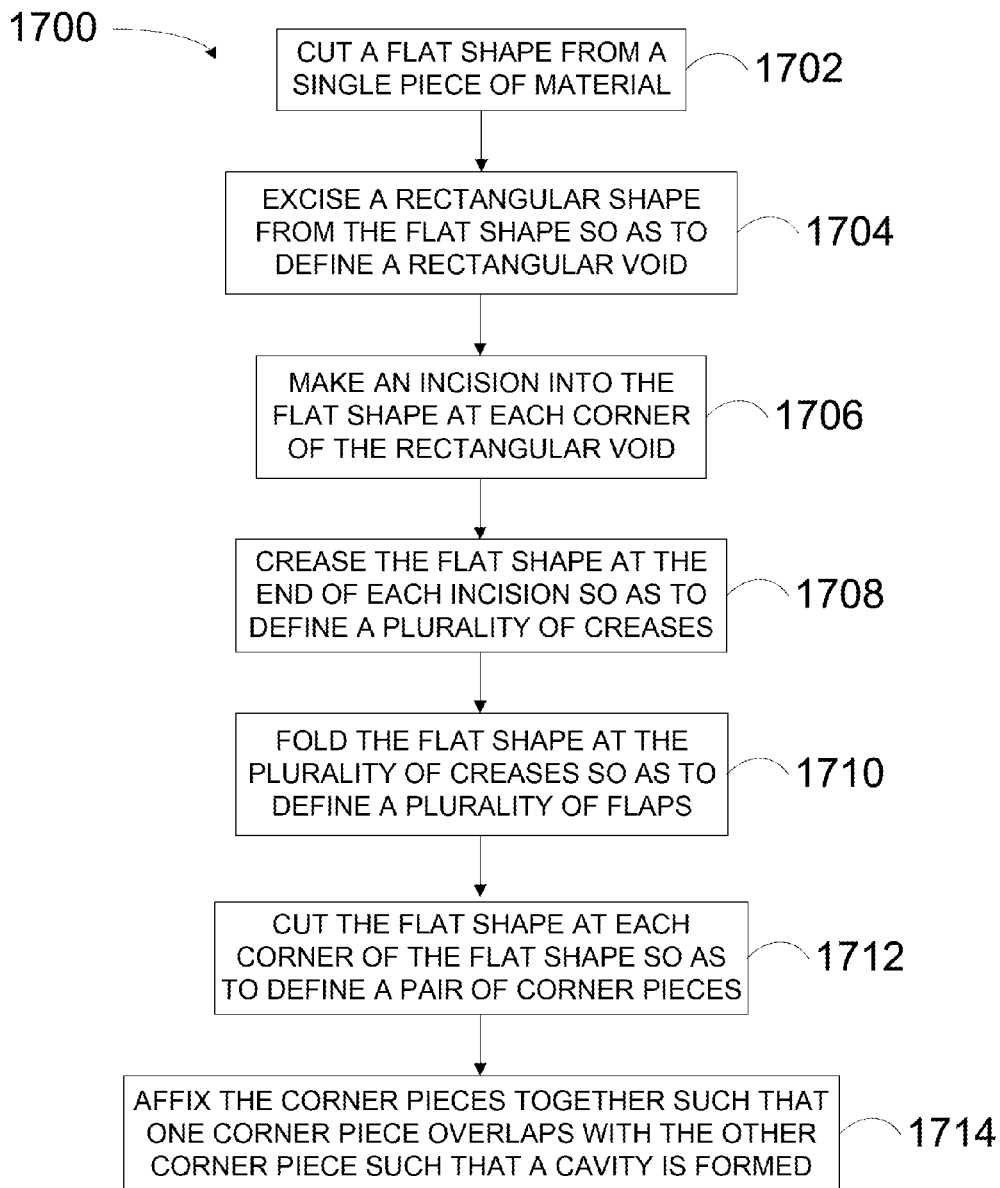 1700
CUT A FLAT SHAPE FROM A
SINGLE PIECE OF MATERIAL
1702
EXCISE A RECTANGULAR SHAPE
FROM THE FLAT SHAPE SO AS TO
DEFINE A RECTANGULAR VOID
1704
MAKE AN INCISION INTO THE
FLAT SHAPE AT EACH CORNER
OF THE RECTANGULAR VOID
1706
CREASE THE FLAT SHAPE AT THE
END OF EACH INCISION SO AS TO
DEFINE A PLURALITY OF CREASES
1708
FOLD THE FLAT SHAPE AT THE
PLURALITY OF CREASES SO AS TO
DEFINE A PLURALITY OF FLAPS
1710
CUT THE FLAT SHAPE AT EACH
CORNER OF THE FLAT SHAPE SO AS
TO DEFINE A PAIR OF CORNER PIECES
1712
AFFIX THE CORNER PIECES TOGETHER SUCH THAT
ONE CORNER PIECE OVERLAPS WITH THE OTHER
CORNER PIECE SUCH THAT A CAVITY IS FORMED
1714